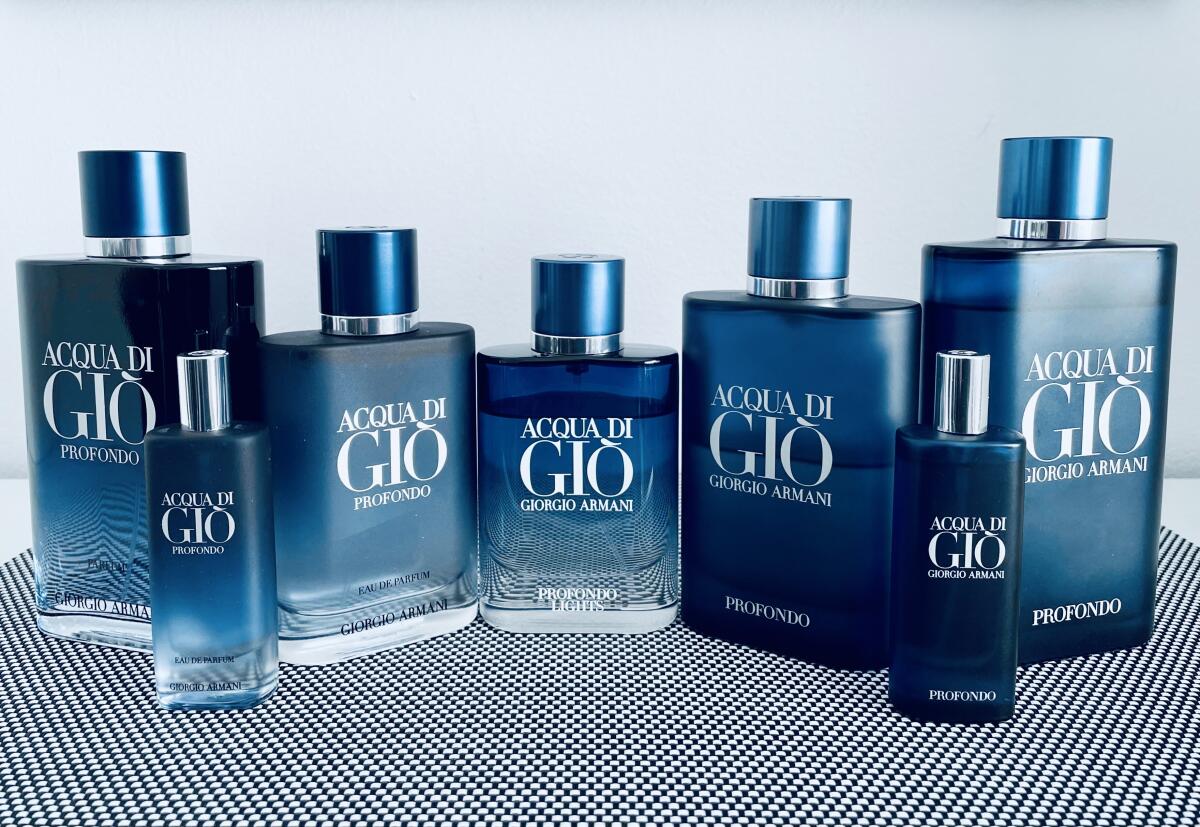 ACQUA DI
GIÒ
PROFONDO
PARFUM
GIORGIO ARMA
ACQUA DI
GIÒ
PROFONDO
EAU DE PARFUM
GIORGIO ARMANI
ACQUA DI
GIÒ
PROFONDO
EAU DE PARFUM
GIORGIO ARMANI
ACQUA DI
GIÒ
GIORGIO ARMANI
PROFONDO
LIGHTS
ACQUA DI
GIÒ
GIORGIO ARMANI
PROFONDO
ACQUA DI
GIÒ
GIORGIO ARMANI
PROFONDO
ACQUA DI
GIÒ
GIORGIO ARMANI
PROFONDO